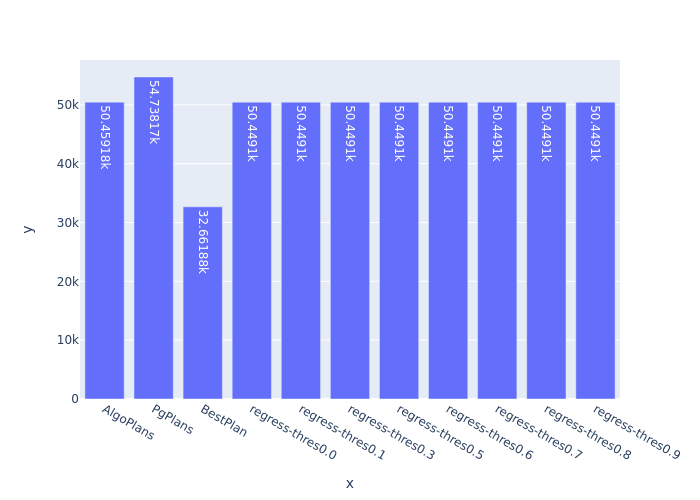 50.45918k
54.73817k
32.66188k
50.4491k
50.4491k
50.4491k
50.4491k
50.4491k
50.4491k
50.4491k
50.4491k
50k
40k
30k
20k
10k
0
y
AlgoPlans
PgPlans
BestPlan
regress-thres0.0
regress-thres0.1
regress-thres0.3
regress-thres0.5
regress-thres0.6
regress-thres0.7
regress-thres0.8
regress-thres0.9
x